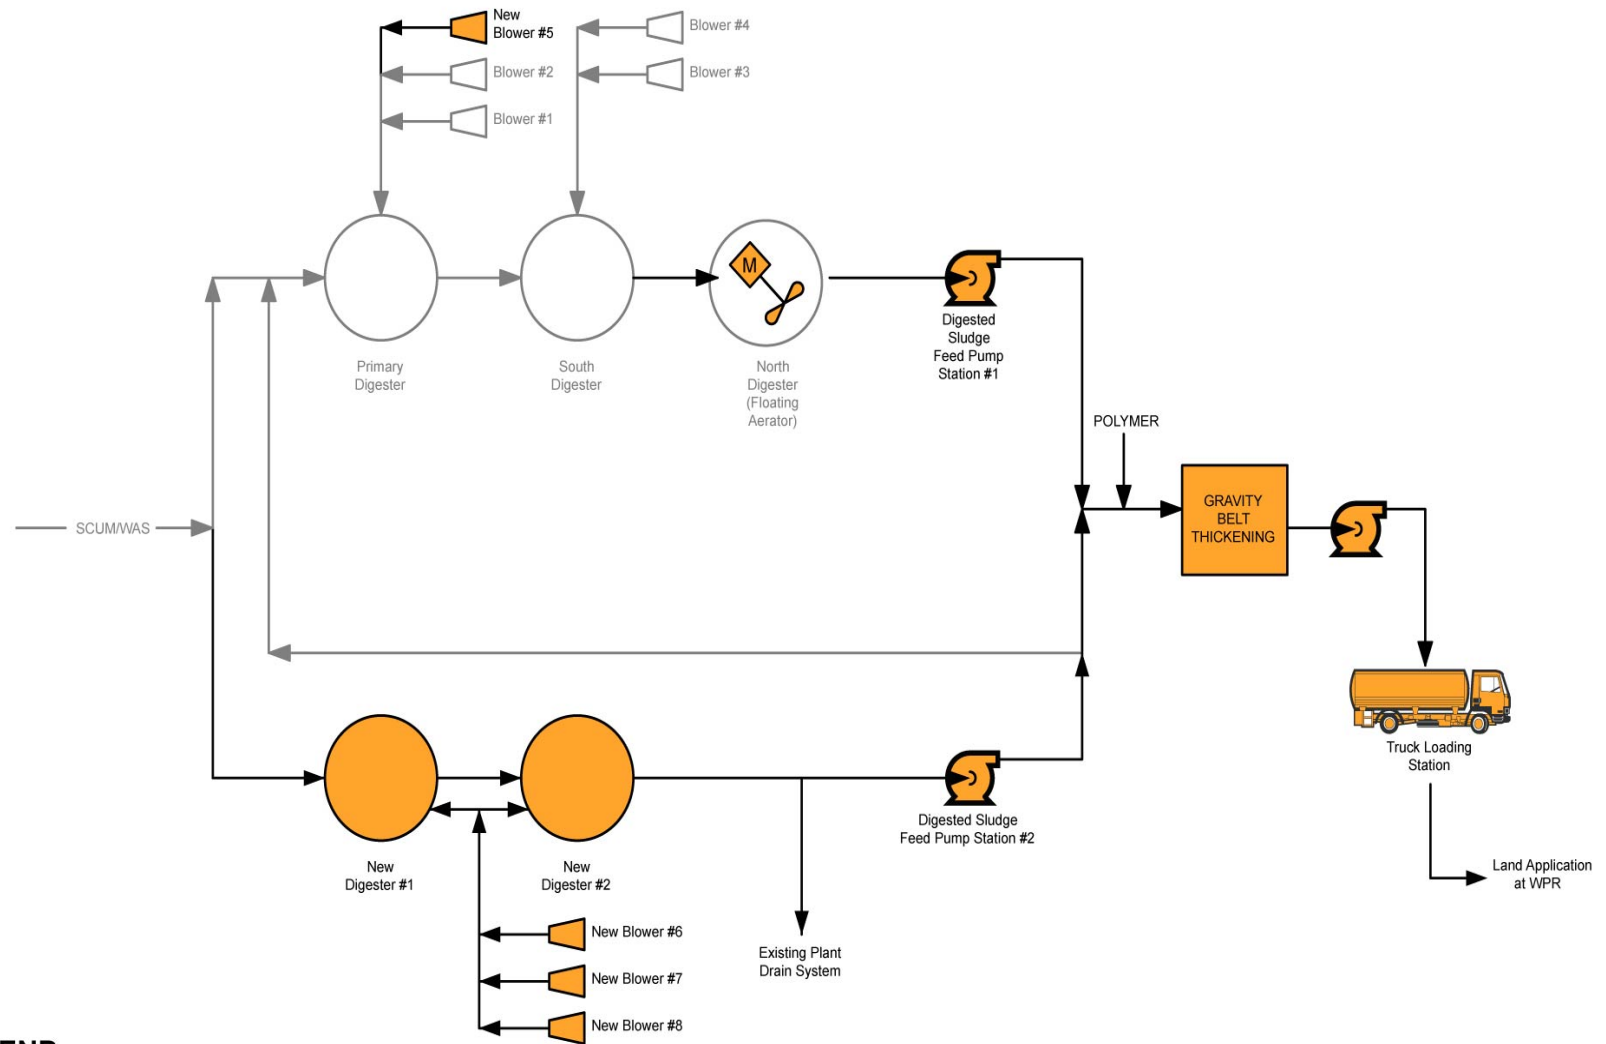 New
Blower #5
Blower #4
Blower #2
Blower #3
Blower #1
M
Primary
Digester
South
Digester
North
Digester
(Floating
Aerator)
Digested
Sludge
Feed Pump
Station #1
POLYMER
SCUM/WAS
GRAVITY
BELT
THICKENING
Truck Loading
Station
Digested Sludge
Feed Pump Station #2
New
Digester #1
New
Digester #2
Land Application
at WPR
New Blower #6
New Blower #7
New Blower #8
Existing Plant
Drain System